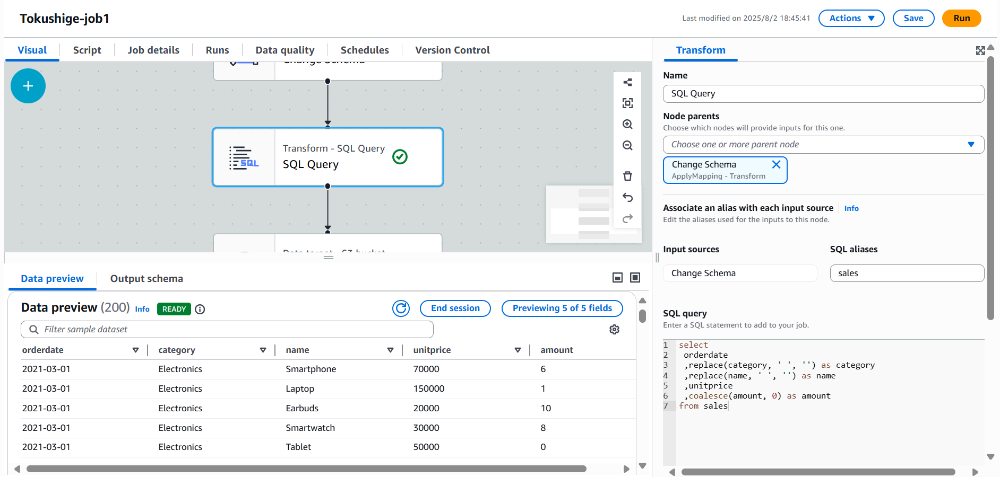 Tokushige-job1
Last modified on 2025/8/2 18:45:41
Actions
Save
Run
Visual
Script
Job details
Runs
Data quality
Schedules
Version Control
Change Schema
Transform - SQL Query
SQL Query
SQL
Data target - S3 bucket
Data preview
Output schema
Data preview (200) Info READY
End session
Previewing 5 of 5 fields
Filter sample dataset
orderdate category name unitprice amount
2021-03-01 Electronics Smartphone 70000 6
2021-03-01 Electronics Laptop 150000 1
2021-03-01 Electronics Earbuds 20000 10
2021-03-01 Electronics Smartwatch 30000 8
2021-03-01 Electronics Tablet 50000 0
Transform
Name
SQL Query
Node parents
Choose which nodes will provide inputs for this one.
Choose one or more parent node
Change Schema
ApplyMapping - Transform
Associate an alias with each input source Info
Edit the aliases used for the inputs to this node.
Input sources SQL aliases
Change Schema sales
SQL query
Enter a SQL statement to add to your job.
1 select
2 orderdate
3 ,replace(category, ' ', '') as category
4 ,replace(name, ' ', '') as name
5 ,unitprice
6 ,coalesce(amount, 0) as amount
7 from sales